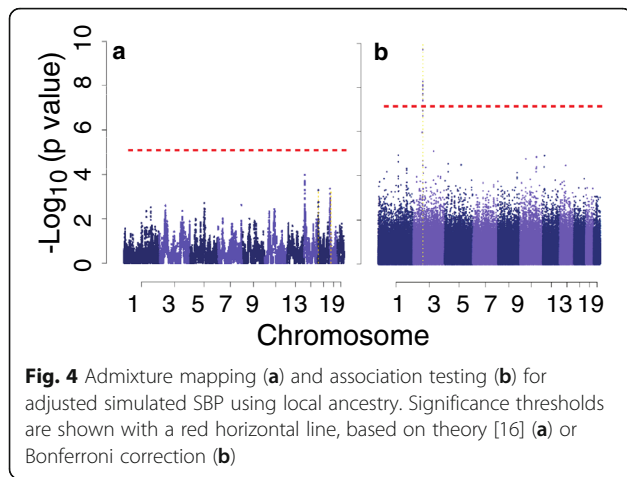 a
b
-Log10 (p value)
10
8
6
4
2
0
1 3 5 7 9 13 19
1 3 5 7 9 13 19
Chromosome
Fig. 4 Admixture mapping (a) and association testing (b) for
adjusted simulated SBP using local ancestry. Significance thresholds
are shown with a red horizontal line, based on theory [16] (a) or
Bonferroni correction (b)